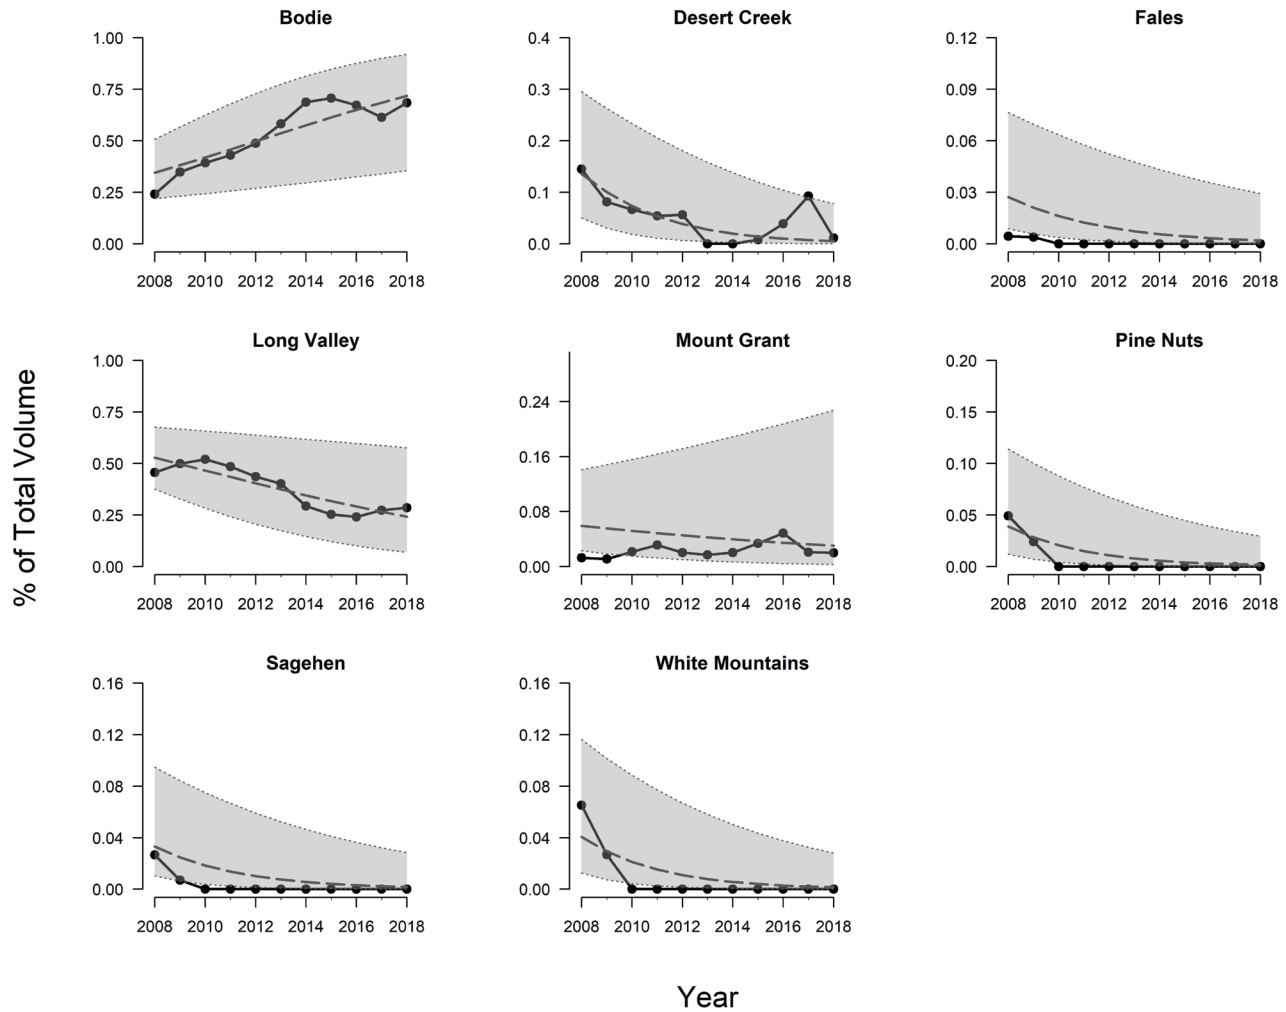 Bodie
1.00
0.75
0.50
0.25
0.00
2008 2010 2012 2014 2016 2018
Desert Creek
0.4
0.3
0.2
0.1
0.0
2008 2010 2012 2014 2016 2018
Fales
0.12
0.09
0.06
0.03
0.00
2008 2010 2012 2014 2016 2018
% of Total Volume
Long Valley
1.00
0.75
0.50
0.25
0.00
2008 2010 2012 2014 2016 2018
Mount Grant
0.24
0.16
0.08
0.00
2008 2010 2012 2014 2016 2018
Pine Nuts
0.20
0.15
0.10
0.05
0.00
2008 2010 2012 2014 2016 2018
Sagehen
0.16
0.12
0.08
0.04
0.00
2008 2010 2012 2014 2016 2018
White Mountains
0.16
0.12
0.08
0.04
0.00
2008 2010 2012 2014 2016 2018
Year